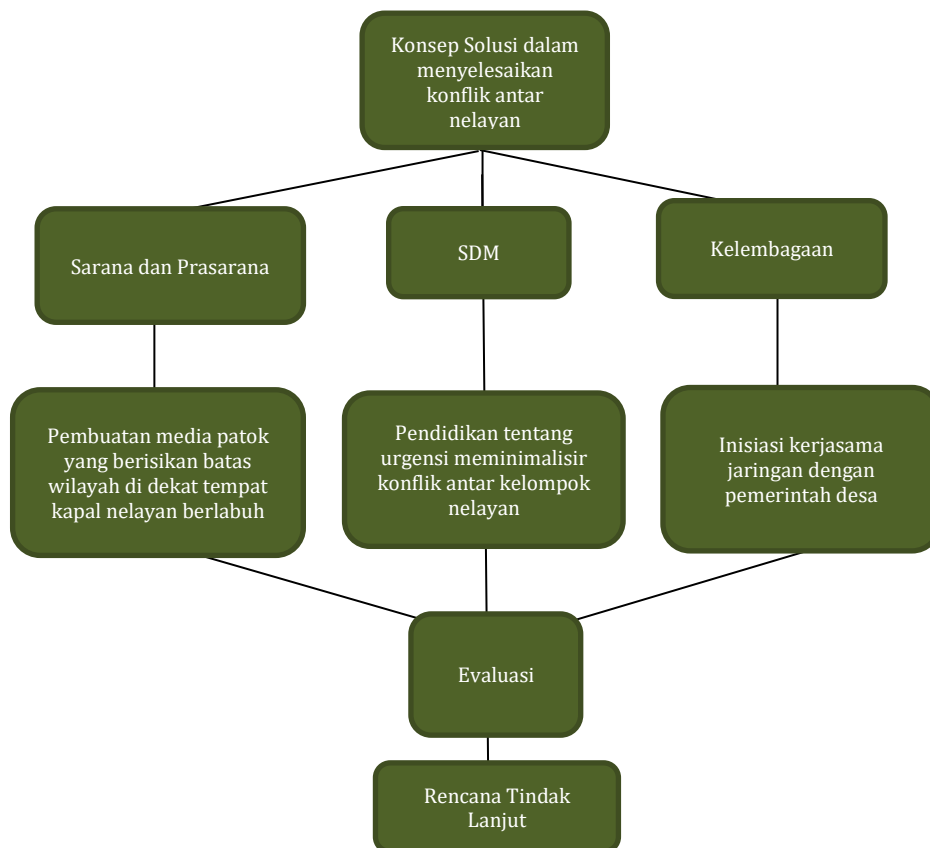 Konsep Solusi dalam
menyelesaikan
konflik antar
nelayan
Sarana dan Prasarana
SDM
Kelembagaan
Pembuatan media patok
yang berisikan batas
wilayah di dekat tempat
kapal nelayan berlabuh
Pendidikan tentang
urgensi meminimalisir
konflik antar kelompok
nelayan
Inisiasi kerjasama
jaringan dengan
pemerintah desa
Evaluasi
Rencana Tindak
Lanjut